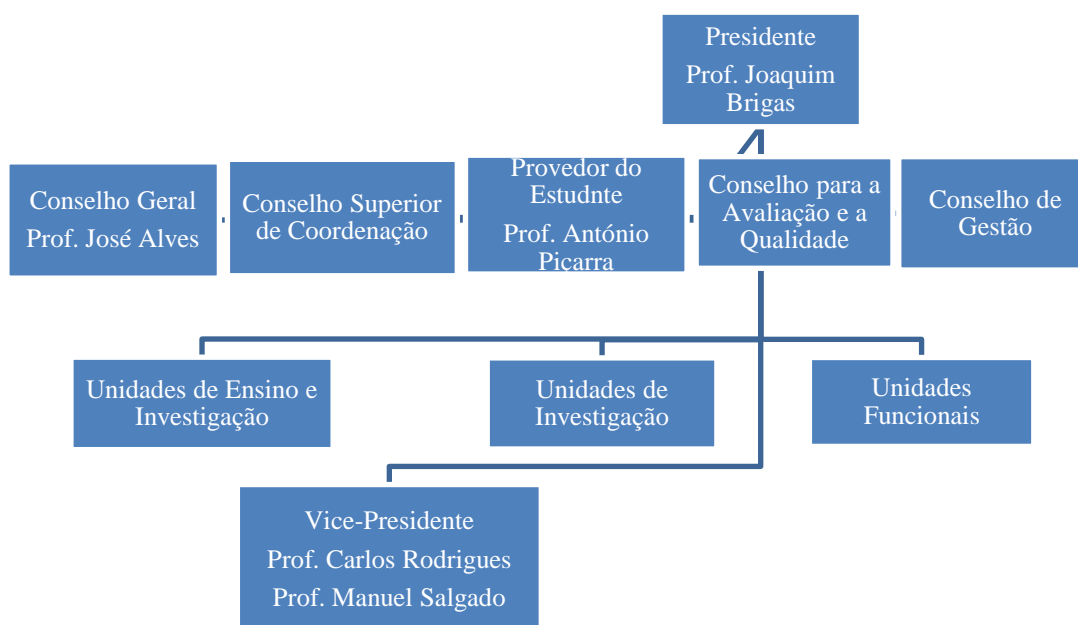 Presidente
Prof. Joaquim
Brigas
Conselho Geral
Prof. José Alves
Conselho Superior
de Coordenação
Provedor do
Estudnte
Prof. António
Piçarra
Conselho para a
Avaliação e a
Qualidade
Conselho de
Gestão
Unidades de Ensino e
Investigação
Unidades de
Investigação
Unidades
Funcionais
Vice-Presidente
Prof. Carlos Rodrigues
Prof. Manuel Salgado